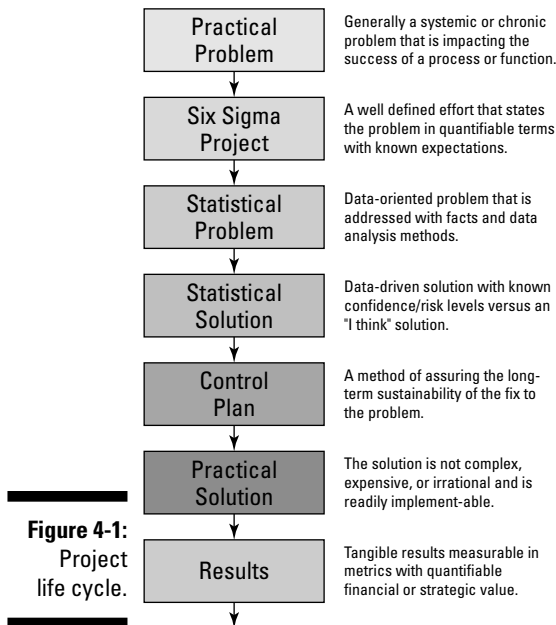 Practical
Problem
Generally a systemic or chronic
problem that is impacting the
success of a process or function.
Six Sigma
Project
A well defined effort that states
the problem in quantifiable terms
with known expectations.
Statistical
Problem
Data-oriented problem that is
addressed with facts and data
analysis methods.
Statistical
Solution
Data-driven solution with known
confidence/risk levels versus an
"I think" solution.
Control
Plan
A method of assuring the long-
term sustainability of the fix to
the problem.
Practical
Solution
The solution is not complex,
expensive, or irrational and is
readily implement-able.
Figure 4-1:
Project
life cycle.
Results
Tangible results measurable in
metrics with quantifiable
financial or strategic value.